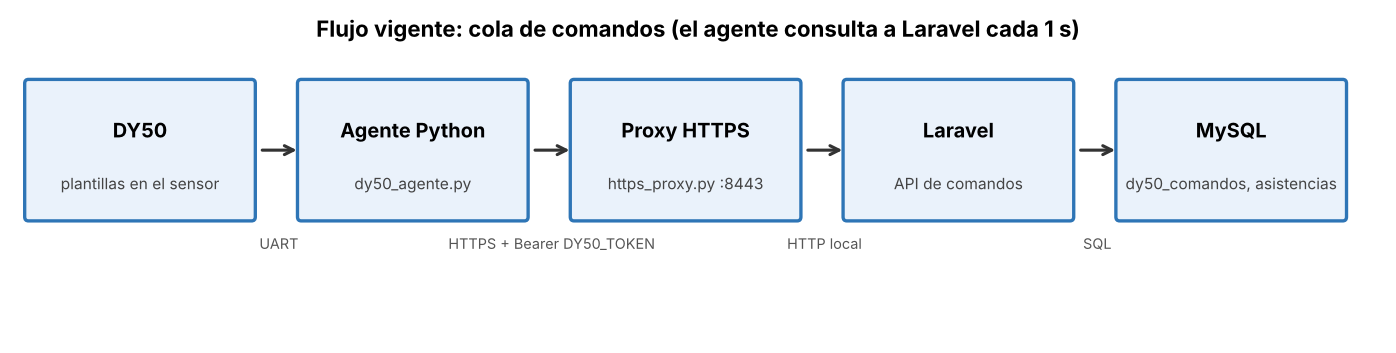 Flujo vigente: cola de comandos (el agente consulta a Laravel cada 1 s)
DY50
plantillas en el sensor
Agente Python
dy50_agente.py
Proxy HTTPS
https_proxy.py :8443
Laravel
API de comandos
MySQL
dy50_comandos, asistencias
UART
HTTPS + Bearer DY50_TOKEN
HTTP local
SQL